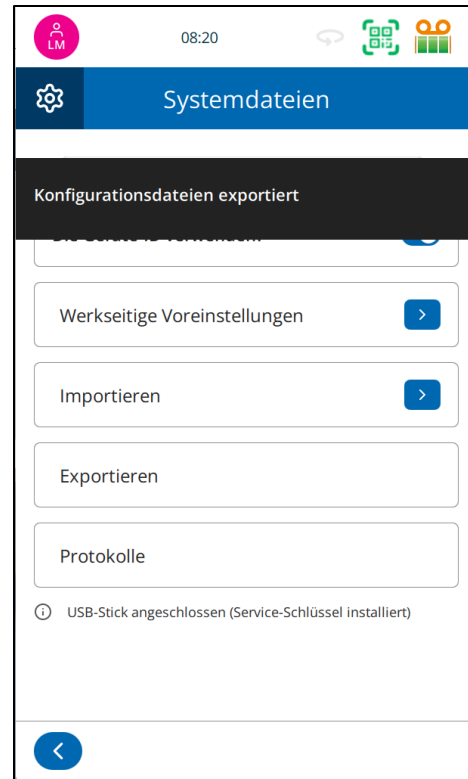 LM
08:20
Systemdateien
Konfigurationsdateien exportiert
Werkseitige Voreinstellungen
Importieren
Exportieren
Protokolle
USB-Stick angeschlossen (Service-Schlüssel installiert)